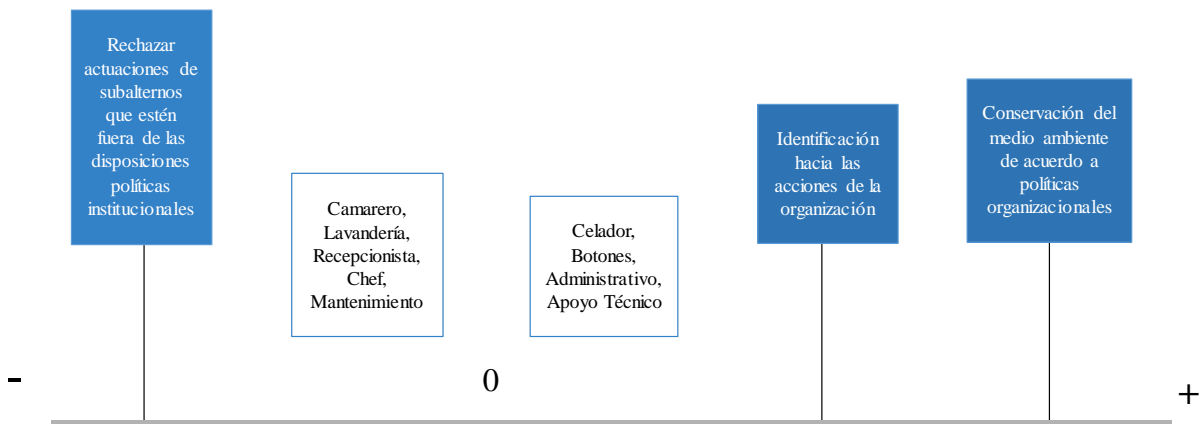 Rechazar
actuaciones de
subalternos
que estén
fuera de las
disposiciones
políticas
institucionales
Camarero,
Lavandería,
Recepcionista,
Chef,
Mantenimiento
Celador,
Botones,
Administrativo,
Apoyo Técnico
Identificación
hacia las
acciones de la
organización
Conservación del
medio ambiente
de acuerdo a
políticas
organizacionales
-
0
+